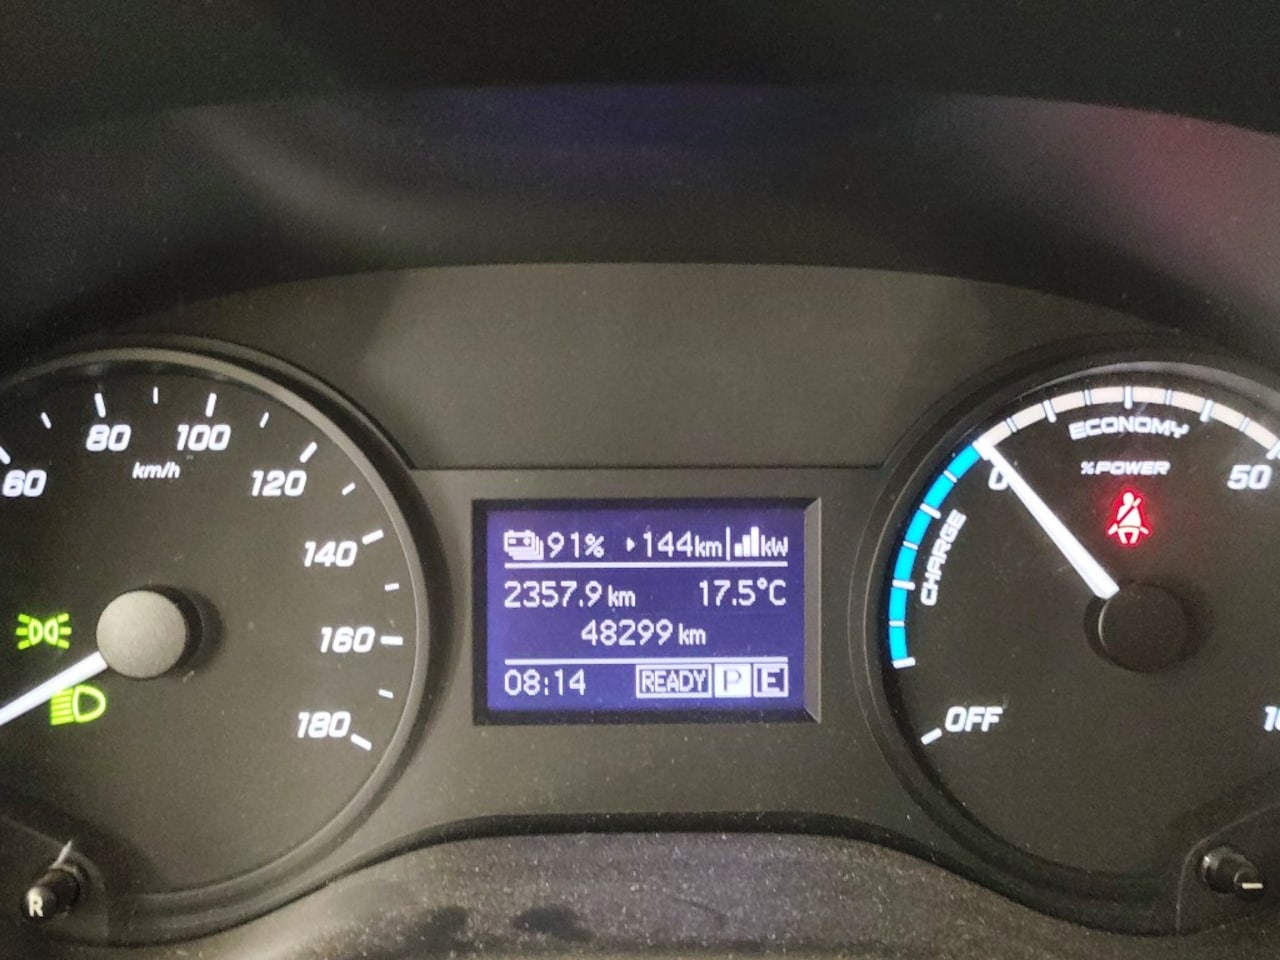 60
80
100
120
140
160
180
km/h
91% 144km kW
2357.9 km 17.5°C
48299 km
08:14 READY P E
ECONOMY
% POWER
0
50
CHARGE
OFF
R